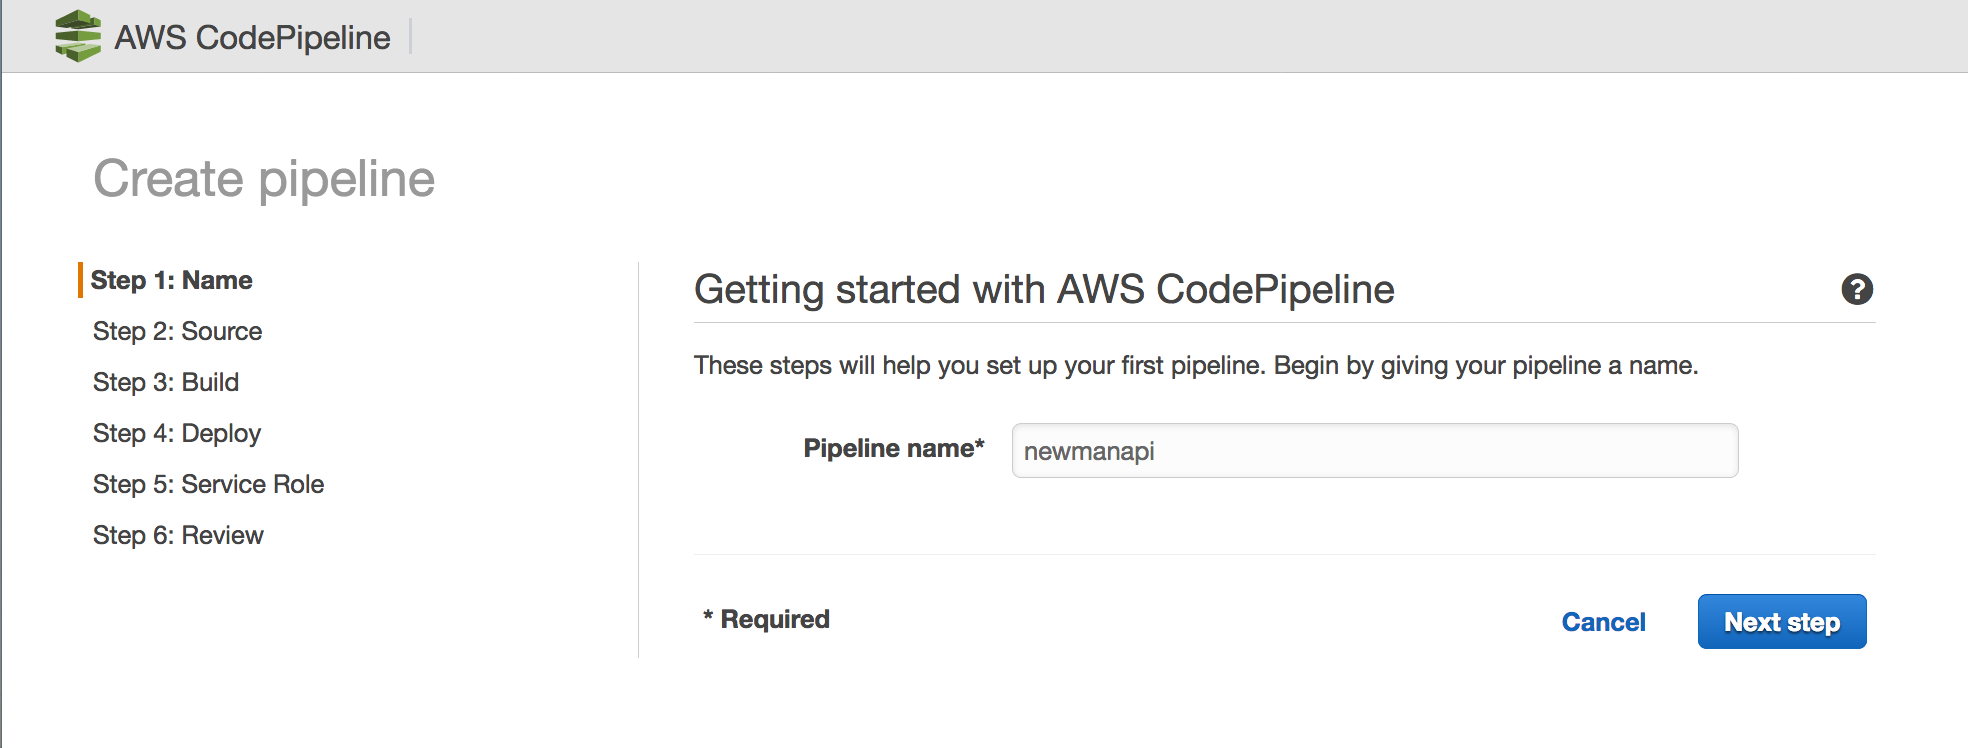 AWS CodePipeline
Create pipeline
Step 1: Name
Step 2: Source
Step 3: Build
Step 4: Deploy
Step 5: Service Role
Step 6: Review
Getting started with AWS CodePipeline
?
These steps will help you set up your first pipeline. Begin by giving your pipeline a name.
Pipeline name*
newmanapi
* Required
Cancel
Next step